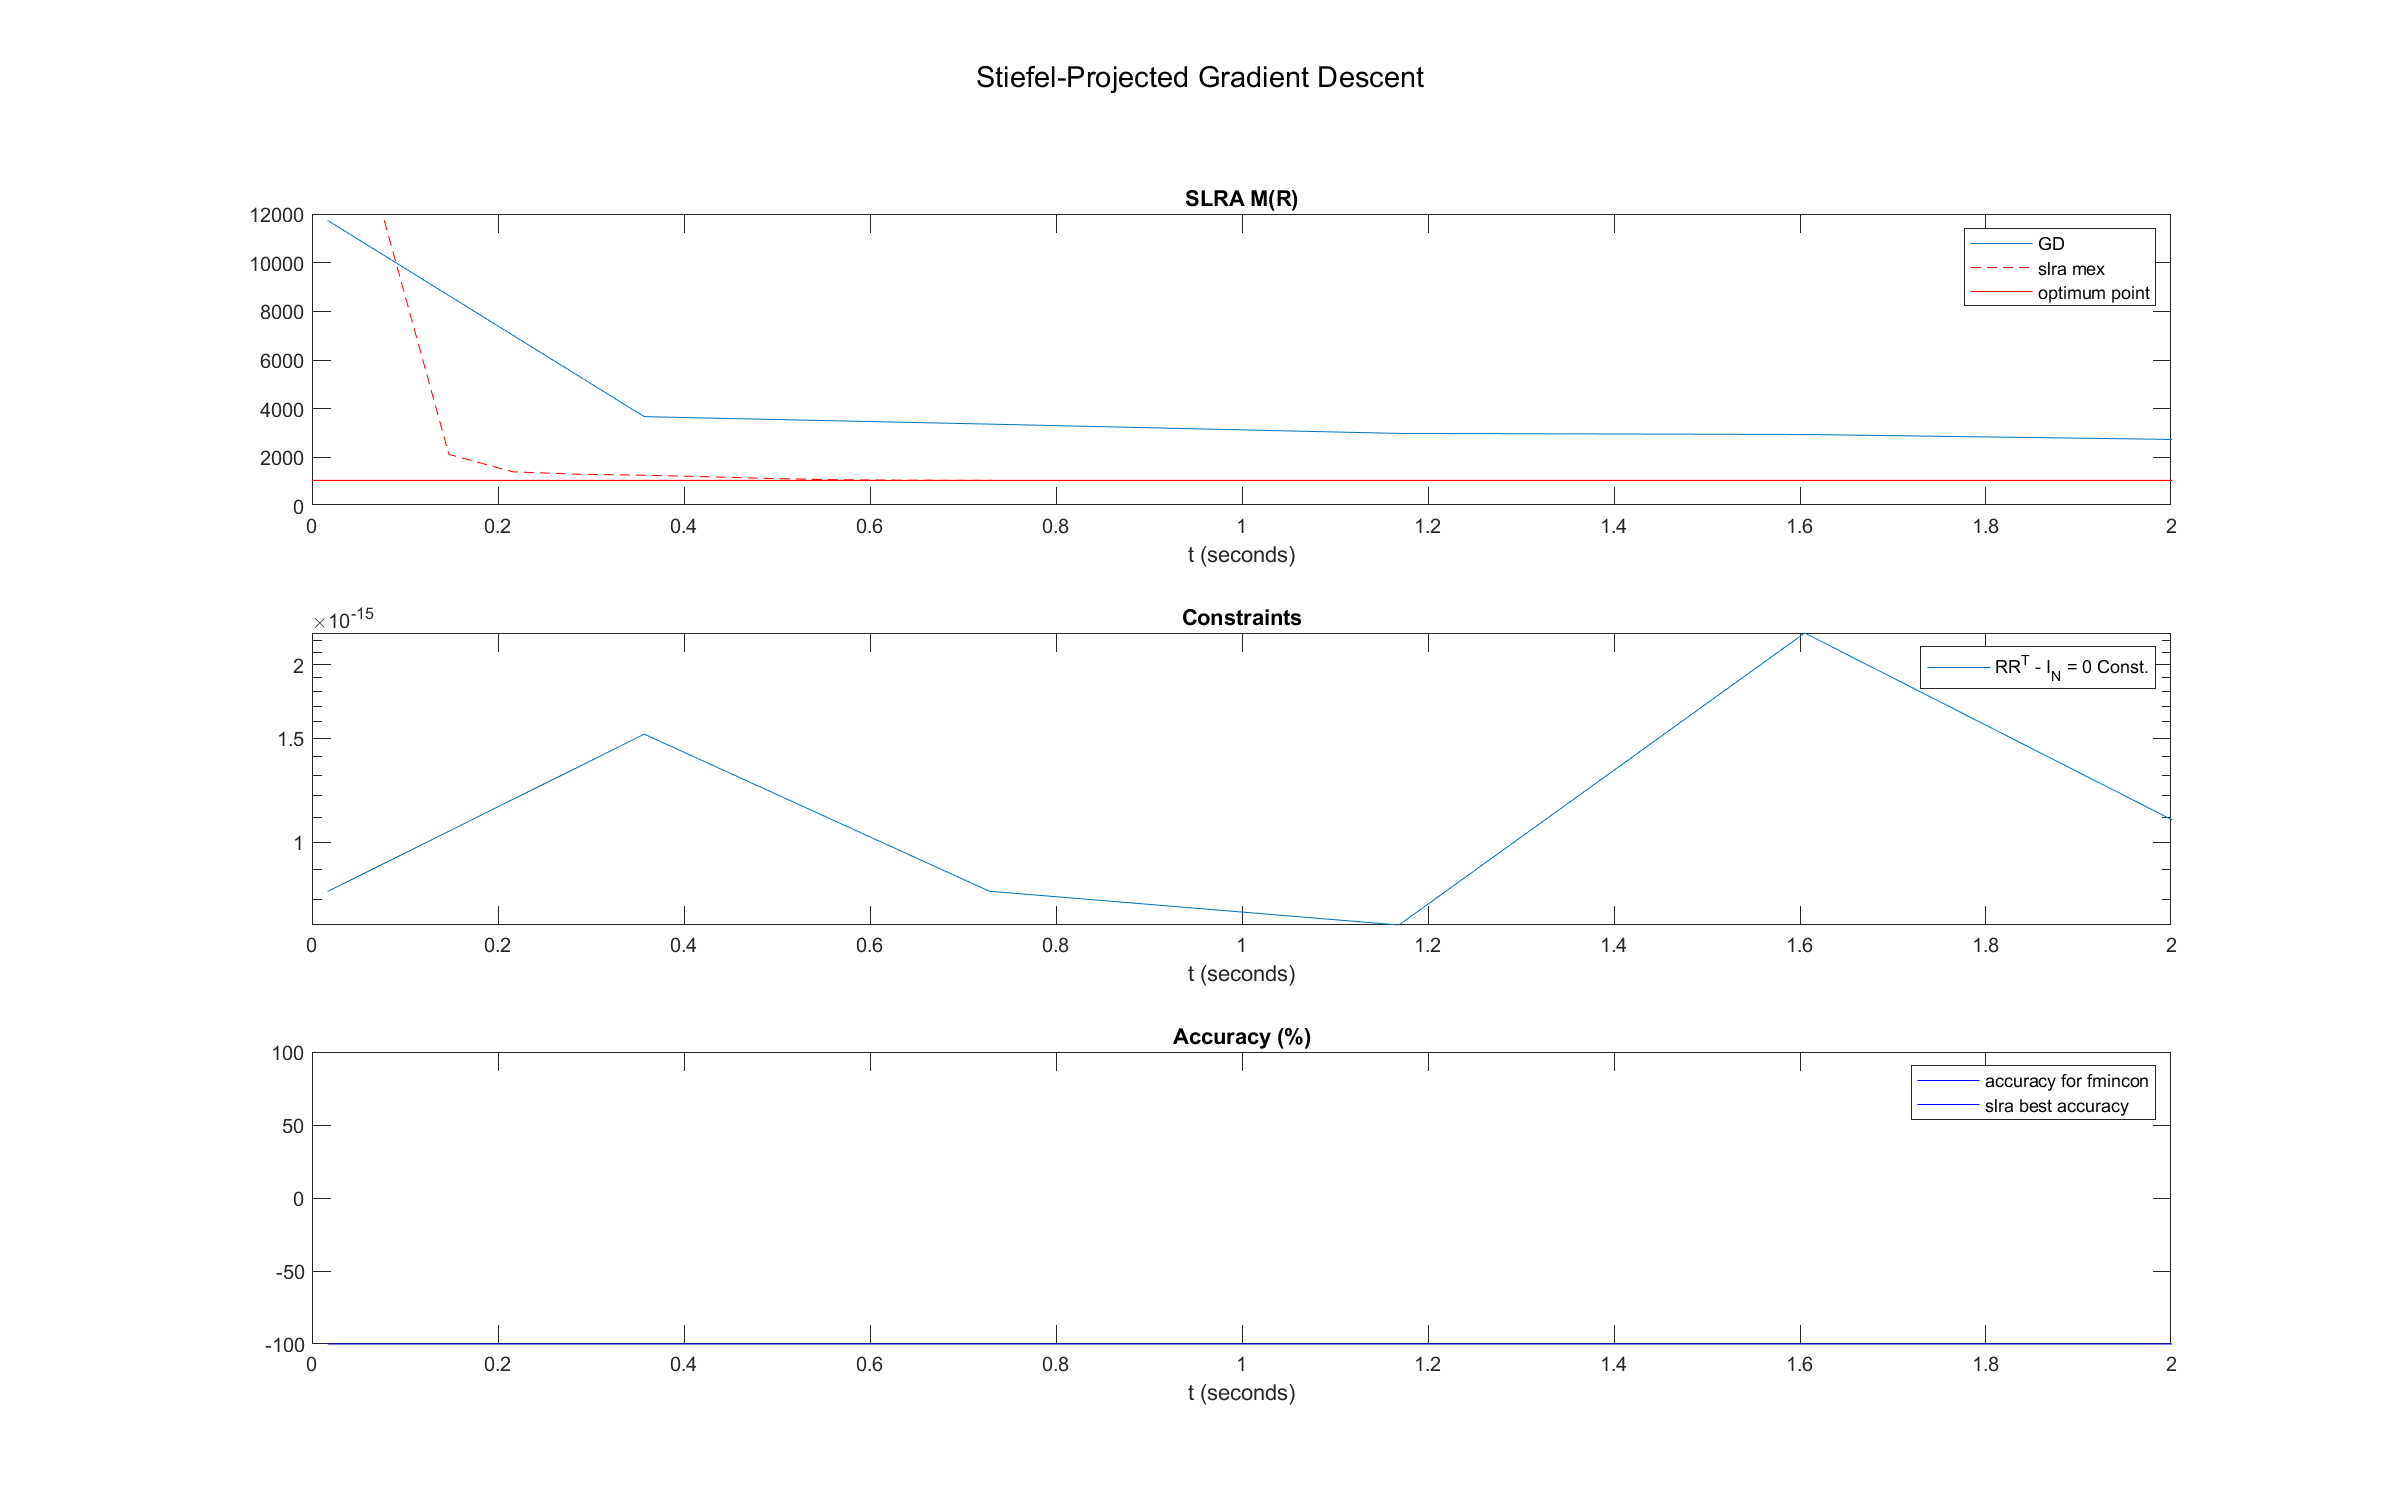 Stiefel-Projected Gradient Descent
SLRA M(R)
12000
10000
8000
6000
4000
2000
0
GD
slra mex
optimum point
0 0.2 0.4 0.6 0.8 1 1.2 1.4 1.6 1.8 2
t (seconds)
Constraints
×10^-15
2
1.5
1
RR^T - I_N = 0 Const.
0 0.2 0.4 0.6 0.8 1 1.2 1.4 1.6 1.8 2
t (seconds)
Accuracy (%)
100
50
0
-50
-100
accuracy for fmincon
slra best accuracy
0 0.2 0.4 0.6 0.8 1 1.2 1.4 1.6 1.8 2
t (seconds)